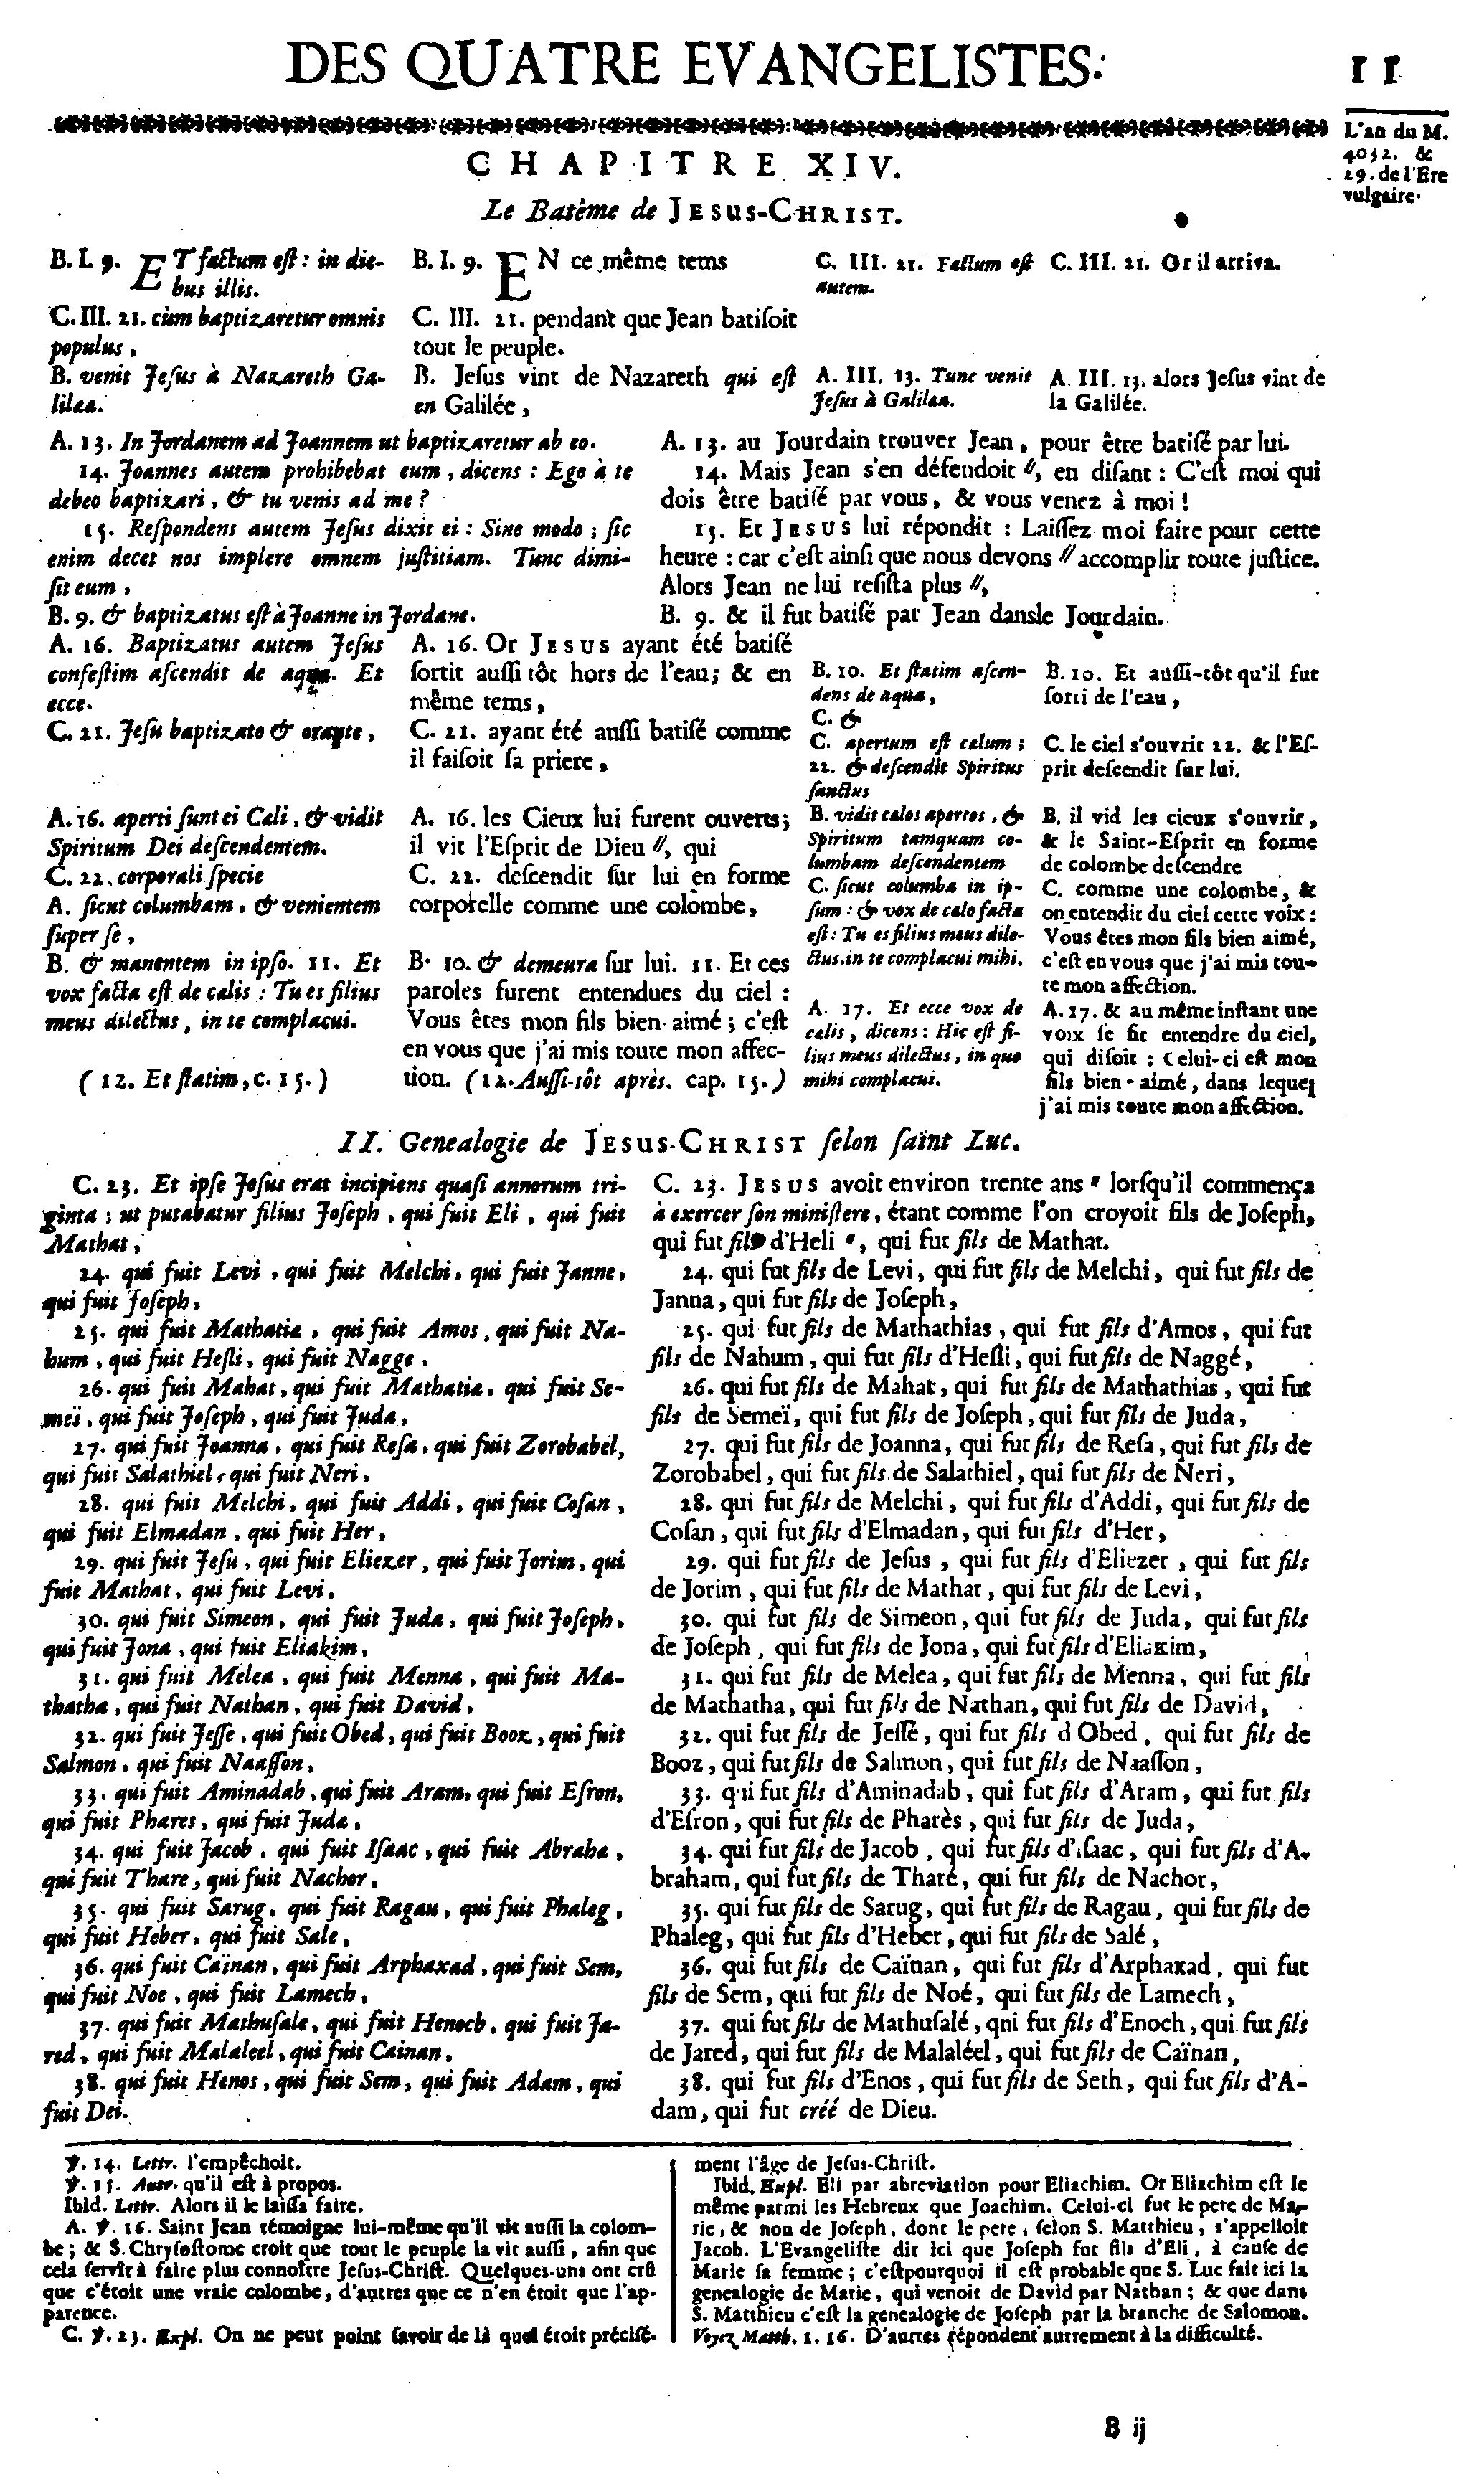 DES QUATRE EVANGELISTES.
11
L'an du M.
4032. &
29. de l'Ere
vulgaire.
CHAPITRE XIV.
Le Batême de JESUS-CHRIST.
B. I. 9. ET factum est: in die-
bus illis.
C. III. 21. cùm baptizaretur omnis
populus,
B. venit Jesus à Nazareth Ga-
lilæa.
B. I. 9. EN ce même tems
C. III. 21. pendant que Jean batisoit
tout le peuple.
B. Jesus vint de Nazareth qui est
en Galilée,
C. III. 21. Factum est
autem.
A. III. 13. Tunc venit
Jesus à Galilæa.
C. III. 21. Or il arriva.
A. III. 13. alors Jesus vint de
la Galilée.
A. 13. In Jordanem ad Joannem ut baptizaretur ab eo.
14. Joannes autem prohibebat eum, dicens: Ego à te
debeo baptizari, & tu venis ad me?
15. Respondens autem Jesus dixit ei: Sine modo; sic
enim decet nos implere omnem justitiam. Tunc dimi-
sit eum,
B. 9. & baptizatus est à Joanne in Jordane.
A. 13. au Jourdain trouver Jean, pour être batisé par lui.
14. Mais Jean s'en défendoit //, en disant: C'est moi qui
dois être batisé par vous, & vous venez à moi!
15. Et JESUS lui répondit: Laissez moi faire pour cette
heure: car c'est ainsi que nous devons // accomplir toute justice.
Alors Jean ne lui resista plus //,
B. 9. & il fut batisé par Jean dansle Jourdain.
A. 16. Baptizatus autem Jesus
confestim ascendit de aqua. Et
ecce.
C. 21. Jesu baptizato & orante,
A. 16. aperti sunt ei Cæli, & vidit
Spiritum Dei descendentem.
C. 22. corporali specie
A. sicut columbam, & venientem
super se,
B. & manentem in ipso. 11. Et
vox facta est de cælis: Tu es filius
meus dilectus, in te complacui.
(12. Et statim, c. 15.)
A. 16. Or JESUS ayant été batisé
sortit aussi tôt hors de l'eau; & en
même tems,
C. 21. ayant été aussi batisé comme
il faisoit sa priere,
A. 16. les Cieux lui furent ouverts;
il vit l'Esprit de Dieu //, qui
C. 22. descendit sur lui en forme
corporelle comme une colombe,
B. 10. & demeura sur lui. 11. Et ces
paroles furent entendues du ciel:
Vous êtes mon fils bien-aimé; c'est
en vous que j'ai mis toute mon affec-
tion. (12. Aussi-tôt après. cap. 15.)
B. 10. Et statim ascen-
dens de aqua,
C. &
C. apertum est cælum;
22. & descendit Spiritus
sanctus
B. vidit cælos apertos, &
Spiritum tamquam co-
lumbam descendentem
C. sicut columba in ip-
sum: & vox de cælo facta
est: Tu es filius meus dile-
ctus, in te complacui mihi.
A. 17. Et ecce vox de
cælis, dicens: Hic est fi-
lius meus dilectus, in quo
mihi complacui.
B. 10. Et aussi-tôt qu'il fut
sorti de l'eau,
C. le ciel s'ouvrit 22. & l'Es-
prit descendit sur lui.
B. il vid les cieux s'ouvrir,
& le Saint-Esprit en forme
de colombe descendre
C. comme une colombe, &
on entendit du ciel cette voix:
Vous êtes mon fils bien aimé,
c'est en vous que j'ai mis tou-
te mon affection.
A. 17. & au même instant une
voix se fit entendre du ciel,
qui disoit: Celui-ci est mon
fils bien-aimé, dans lequel
j'ai mis toute mon affection.
II. Genealogie de JESUS-CHRIST selon saint Luc.
C. 23. Et ipse Jesus erat incipiens quasi annorum tri-
ginta; ut putabatur filius Joseph, qui fuit Eli, qui fuit
Mathat,
24. qui fuit Levi, qui fuit Melchi, qui fuit Janne,
qui fuit Joseph,
25. qui fuit Mathatia, qui fuit Amos, qui fuit Na-
hum, qui fuit Hesli, qui fuit Nagge,
26. qui fuit Mahat, qui fuit Mathatia, qui fuit Se-
meï, qui fuit Joseph, qui fuit Juda,
27. qui fuit Joanna, qui fuit Resa, qui fuit Zorobabel,
qui fuit Salathiel, qui fuit Neri,
28. qui fuit Melchi, qui fuit Addi, qui fuit Cosan,
qui fuit Elmadan, qui fuit Her,
29. qui fuit Jesu, qui fuit Eliezer, qui fuit Jorim, qui
fuit Mathat, qui fuit Levi,
30. qui fuit Simeon, qui fuit Juda, qui fuit Joseph,
qui fuit Jona, qui fuit Eliakim,
31. qui fuit Melea, qui fuit Menna, qui fuit Ma-
thatha, qui fuit Nathan, qui fuit David,
32. qui fuit Jesse, qui fuit Obed, qui fuit Booz, qui fuit
Salmon, qui fuit Naasson,
33. qui fuit Aminadab, qui fuit Aram, qui fuit Esron,
qui fuit Phares, qui fuit Juda,
34. qui fuit Jacob, qui fuit Isaac, qui fuit Abraha,
qui fuit Thare, qui fuit Nachor,
35. qui fuit Sarug, qui fuit Ragau, qui fuit Phaleg,
qui fuit Heber, qui fuit Sale,
36. qui fuit Caïnan, qui fuit Arphaxad, qui fuit Sem,
qui fuit Noe, qui fuit Lamech,
37. qui fuit Mathusale, qui fuit Henoch, qui fuit Ja-
red, qui fuit Malaleel, qui fuit Cainan,
38. qui fuit Henos, qui fuit Sem, qui fuit Adam, qui
fuit Dei.
C. 23. JESUS avoit environ trente ans // lorsqu'il commença
à exercer son ministere, étant comme l'on croyoit fils de Joseph,
qui fut fils d'Heli //, qui fut fils de Mathat.
24. qui fut fils de Levi, qui fut fils de Melchi, qui fut fils de
Janna, qui fut fils de Joseph,
25. qui fut fils de Mathathias, qui fut fils d'Amos, qui fut
fils de Nahum, qui fut fils d'Hesli, qui fut fils de Naggé,
26. qui fut fils de Mahat, qui fut fils de Mathathias, qui fut
fils de Semeï, qui fut fils de Joseph, qui fut fils de Juda,
27. qui fut fils de Joanna, qui fut fils de Resa, qui fut fils de
Zorobabel, qui fut fils de Salathiel, qui fut fils de Neri,
28. qui fut fils de Melchi, qui fut fils d'Addi, qui fut fils de
Cosan, qui fut fils d'Elmadan, qui fut fils d'Her,
29. qui fut fils de Jesus, qui fut fils d'Eliezer, qui fut fils
de Jorim, qui fut fils de Mathat, qui fut fils de Levi,
30. qui fut fils de Simeon, qui fut fils de Juda, qui fut fils
de Joseph, qui fut fils de Jona, qui fut fils d'Eliakim,
31. qui fut fils de Melea, qui fut fils de Menna, qui fut fils
de Mathatha, qui fut fils de Nathan, qui fut fils de David,
32. qui fut fils de Jessé, qui fut fils d Obed, qui fut fils de
Booz, qui fut fils de Salmon, qui fut fils de Naasson,
33. qui fut fils d'Aminadab, qui fut fils d'Aram, qui fut fils
d'Esron, qui fut fils de Pharès, qui fut fils de Juda,
34. qui fut fils de Jacob, qui fut fils d'isaac, qui fut fils d'A-
braham, qui fut fils de Tharé, qui fut fils de Nachor,
35. qui fut fils de Sarug, qui fut fils de Ragau, qui fut fils de
Phaleg, qui fut fils d'Heber, qui fut fils de Salé,
36. qui fut fils de Caïnan, qui fut fils d'Arphaxad, qui fut
fils de Sem, qui fut fils de Noé, qui fut fils de Lamech,
37. qui fut fils de Mathusalé, qni fut fils d'Enoch, qui fut fils
de Jared, qui fut fils de Malaléel, qui fut fils de Caïnan,
38. qui fut fils d'Enos, qui fut fils de Seth, qui fut fils d'A-
dam, qui fut créé de Dieu.
℣. 14. Lettr. l'empêchoit.
℣. 15. Autr. qu'il est à propos.
Ibid. Lettr. Alors il le laissa faire.
A. ℣. 16. Saint Jean témoigne lui-même qu'il vit aussi la colom-
be; & S. Chrysostome croit que tout le peuple la vit aussi, afin que
cela servît à faire plus connoître Jesus-Christ. Quelques-uns ont crû
que c'étoit une vraie colombe, d'autres que ce n'en étoit que l'ap-
parence.
C. ℣. 23. Expl. On ne peut point savoir de là quel étoit précisé-
ment l'âge de Jesus-Christ.
Ibid. Expl. Eli par abreviation pour Eliachim. Or Eliachim est le
même parmi les Hebreux que Joachim. Celui-ci fut le pere de Ma-
rie, & non de Joseph, dont le pere, selon S. Matthieu, s'appelloit
Jacob. L'Evangeliste dit ici que Joseph fut fils d'Eli, à cause de
Marie sa femme; c'estpourquoi il est probable que S. Luc fait ici la
genealogie de Marie, qui venoit de David par Nathan; & que dans
S. Matthieu c'est la genealogie de Joseph par la branche de Salomon.
Voyez Matth. 1. 16. D'autres répondent autrement à la difficulté.
B ij